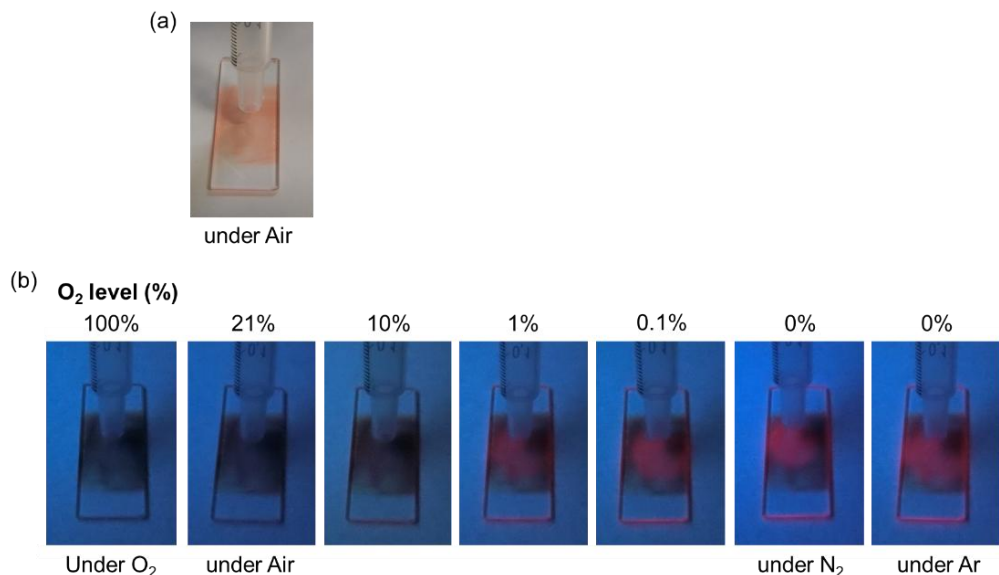 (a)
under Air
(b)
O₂ level (%)
100% 21% 10% 1% 0.1% 0% 0%
Under O₂ under Air under N₂ under Ar